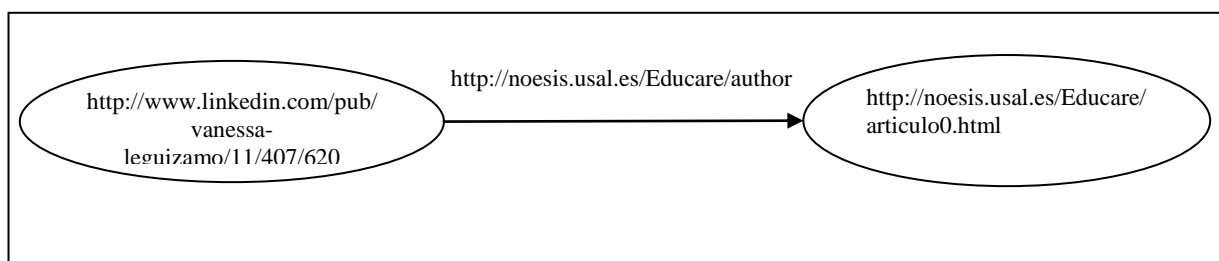 http://www.linkedin.com/pub/
vanessa-
leguizamo/11/407/620
http://noesis.usal.es/Educare/author
http://noesis.usal.es/Educare/
articulo0.html